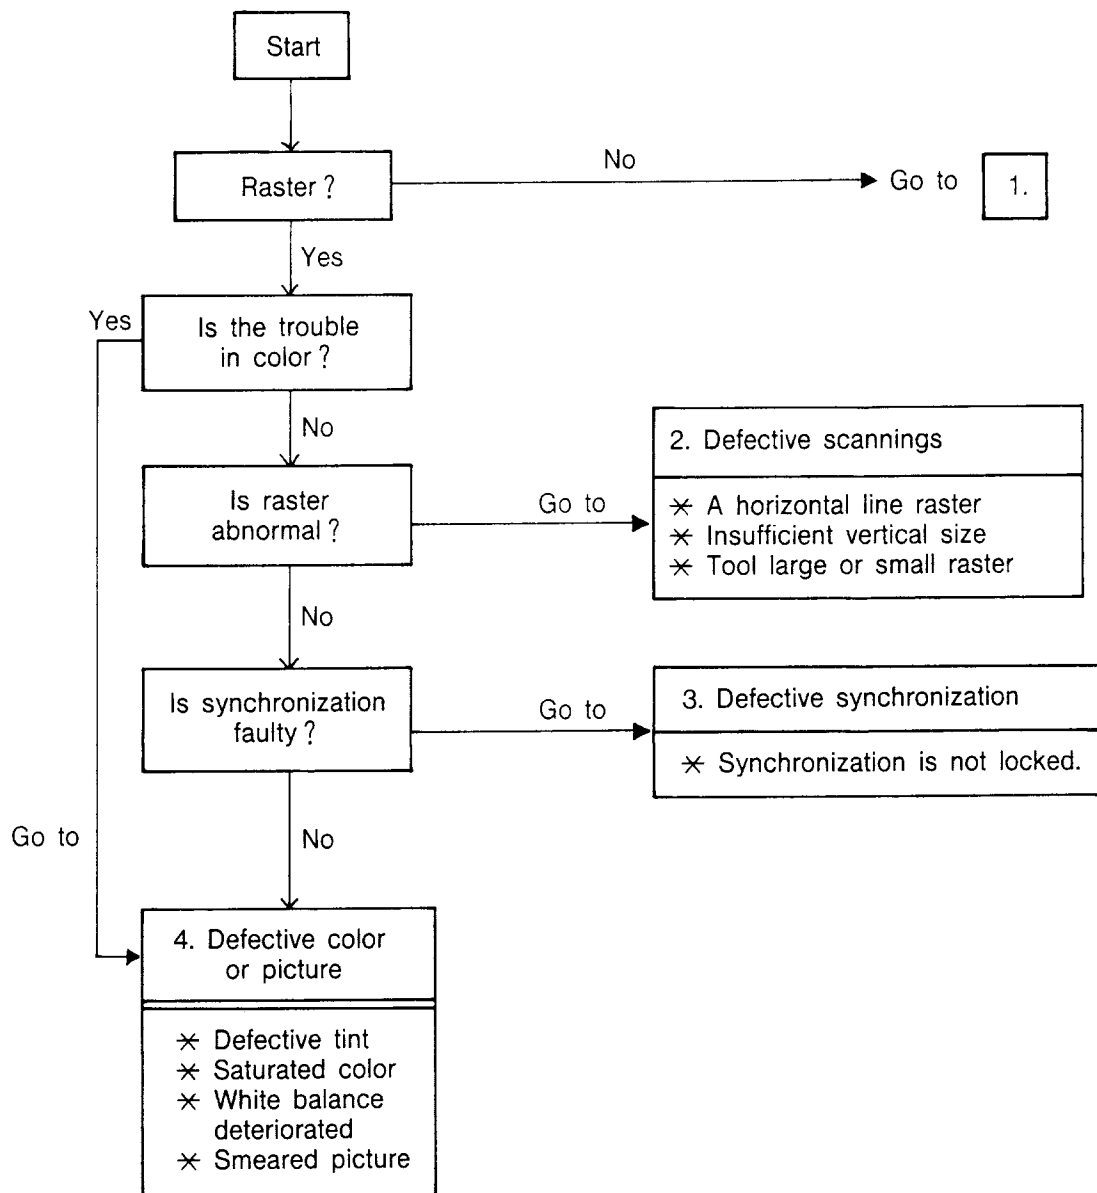 Start
Raster?
No
Go to
1.
Yes
Yes
Is the trouble
in color?
No
2. Defective scannings
Is raster
abnormal?
Go to
* A horizontal line raster
* Insufficient vertical size
* Tool large or small raster
No
Is synchronization
faulty?
Go to
3. Defective synchronization
* Synchronization is not locked.
Go to
No
4. Defective color
or picture
* Defective tint
* Saturated color
* White balance
deteriorated
* Smeared picture